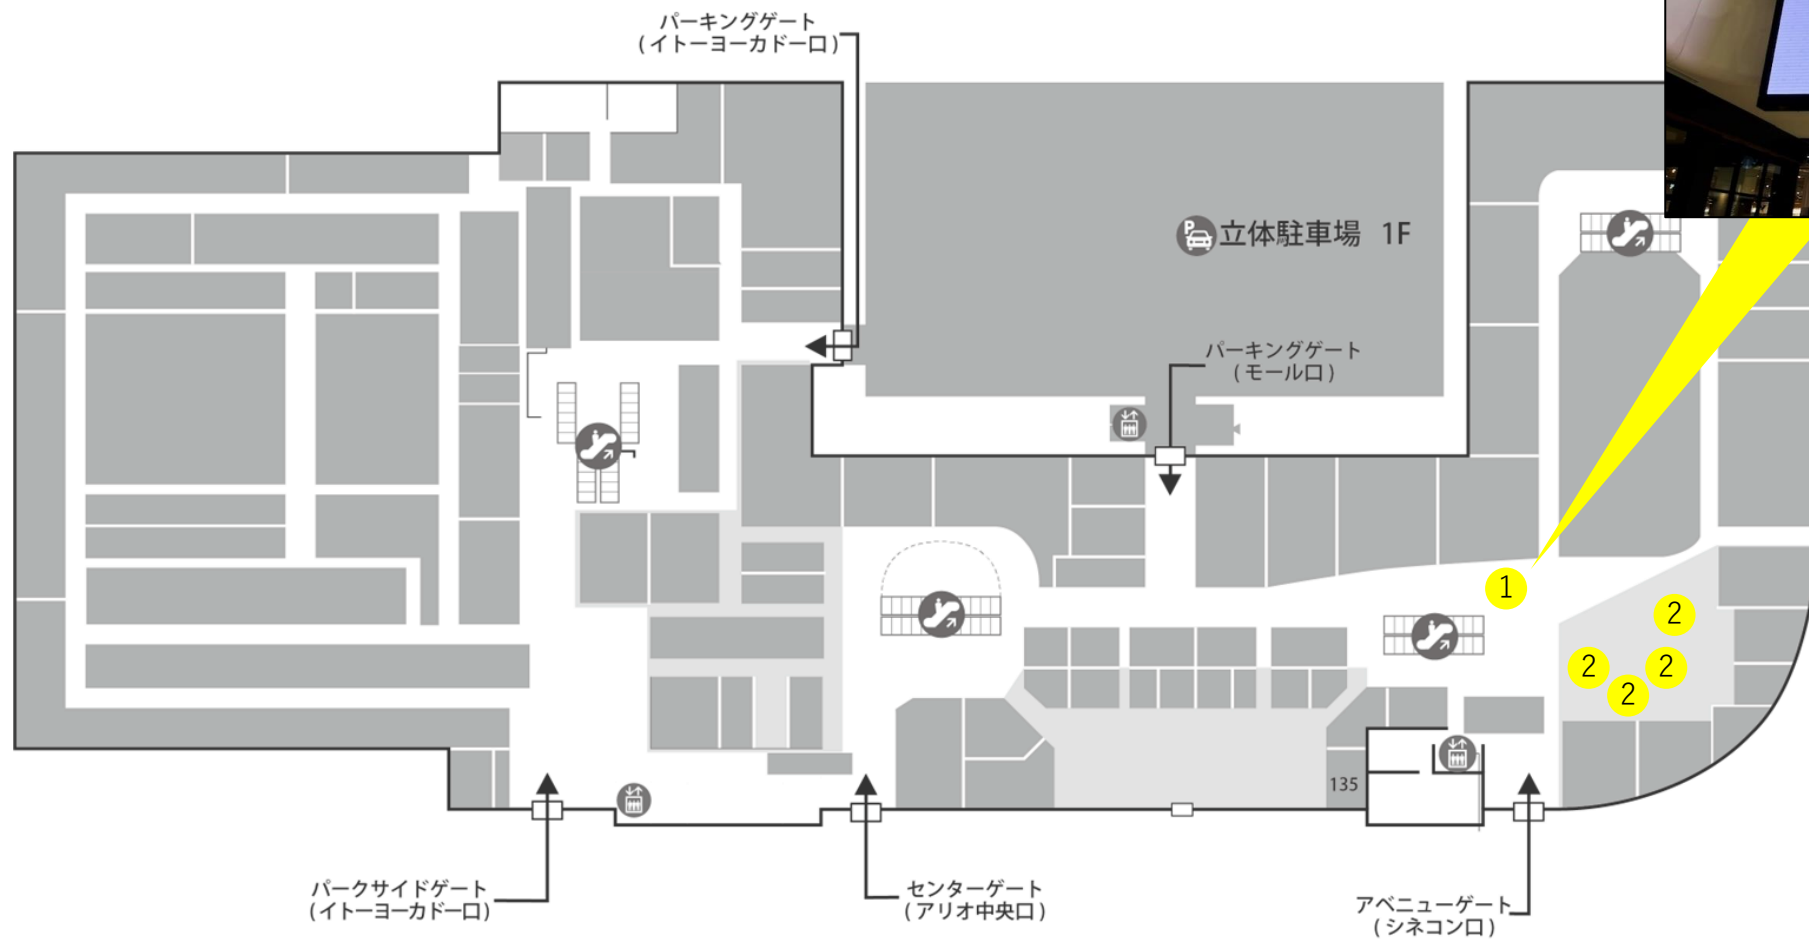 パーキングゲート
(イトーヨーカドー口)
P
立体駐車場 1F
パーキングゲート
(モール口)
1
2
2
2
2
135
パークサイドゲート
(イトーヨーカドー口)
センターゲート
(アリオ中央口)
アベニューゲート
(シネコン口)